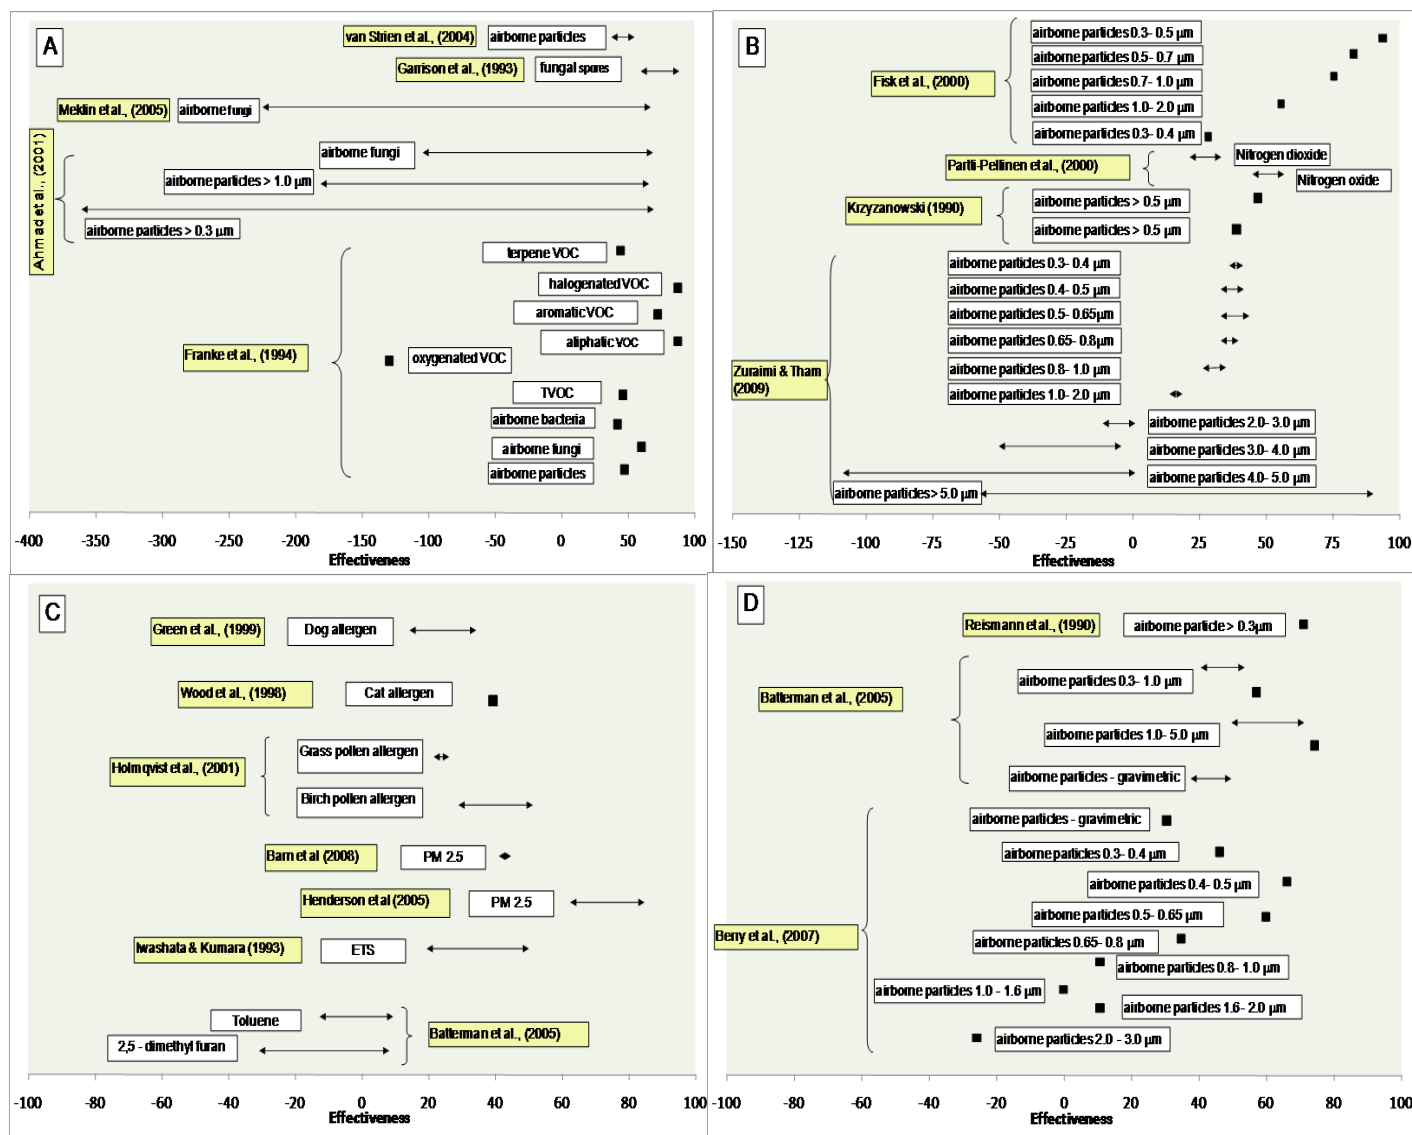 A
van Strien et al., (2004)
airborne particles
Garrison et al., (1993)
fungal spores
Meklin et al., (2005)
airborne fungi
Ahmad et al., (2001)
airborne fungi
airborne particles > 1.0 µm
airborne particles > 0.3 µm
Franke et al., (1994)
terpene VOC
halogenated VOC
aromatic VOC
aliphatic VOC
oxygenated VOC
TVOC
airborne bacteria
airborne fungi
airborne particles
-400 -350 -300 -250 -200 -150 -100 -50 0 50 100
Effectiveness
B
Fisk et al., (2000)
airborne particles 0.3- 0.5 µm
airborne particles 0.5 - 0.7 µm
airborne particles 0.7- 1.0 µm
airborne particles 1.0- 2.0 µm
airborne particles 0.3- 0.4 µm
Partti-Pellinen et al., (2000)
Nitrogen dioxide
Nitrogen oxide
Krzyzanowski (1990)
airborne particles > 0.5 µm
airborne particles > 0.5 µm
Zuraimi & Tham
(2009)
airborne particles 0.3- 0.4 µm
airborne particles 0.4- 0.5 µm
airborne particles 0.5- 0.65µm
airborne particles 0.65- 0.8µm
airborne particles 0.8- 1.0 µm
airborne particles 1.0- 2.0 µm
airborne particles 2.0- 3.0 µm
airborne particles 3.0- 4.0 µm
airborne particles 4.0- 5.0 µm
airborne particles > 5.0 µm
-150 -125 -100 -75 -50 -25 0 25 50 75 100
Effectiveness
C
Green et al., (1999)
Dog allergen
Wood et al., (1998)
Cat allergen
Holmqvist et al., (2001)
Grass pollen allergen
Birch pollen allergen
Barn et al (2008)
PM 2.5
Henderson et al (2005)
PM 2.5
Iwashata & Kumara (1993)
ETS
Toluene
2,5 - dimethyl furan
Batterman et al., (2005)
-100 -80 -60 -40 -20 0 20 40 60 80 100
Effectiveness
D
Reismann et al., (1990)
airborne particle > 0.3µm
Batterman et al., (2005)
airborne particles 0.3- 1.0 µm
airborne particles 1.0- 5.0 µm
airborne particles - gravimetric
Berry et al., (2007)
airborne particles - gravimetric
airborne particles 0.3- 0.4 µm
airborne particles 0.4- 0.5 µm
airborne particles 0.5- 0.65 µm
airborne particles 0.65- 0.8 µm
airborne particles 0.8- 1.0 µm
airborne particles 1.0 - 1.6 µm
airborne particles 1.6- 2.0 µm
airborne particles 2.0 - 3.0 µm
-100 -80 -60 -40 -20 0 20 40 60 80 100
Effectiveness